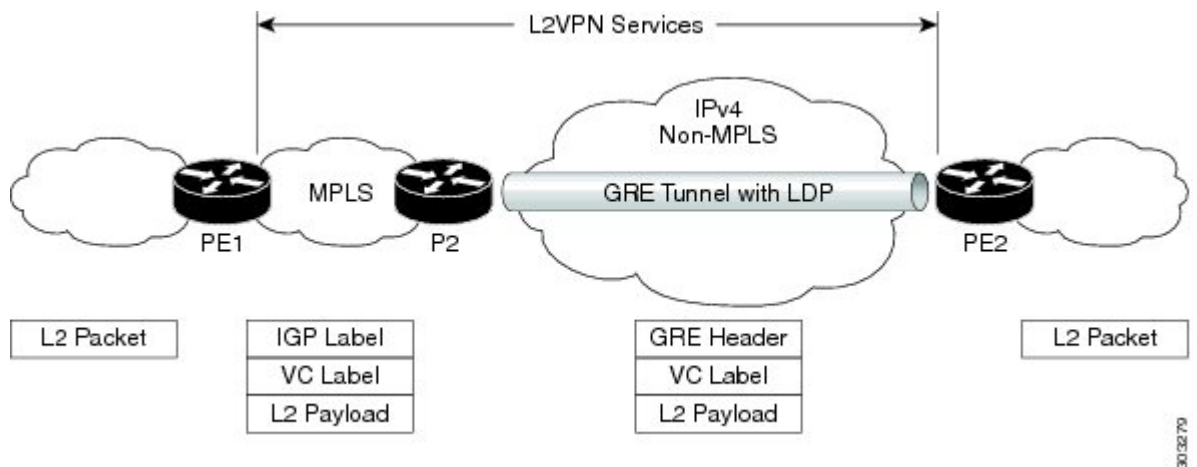 L2VPN Services
IPv4
Non-MPLS
MPLS
GRE Tunnel with LDP
PE1
P2
PE2
L2 Packet
IGP Label
VC Label
L2 Payload
GRE Header
VC Label
L2 Payload
L2 Packet
303279